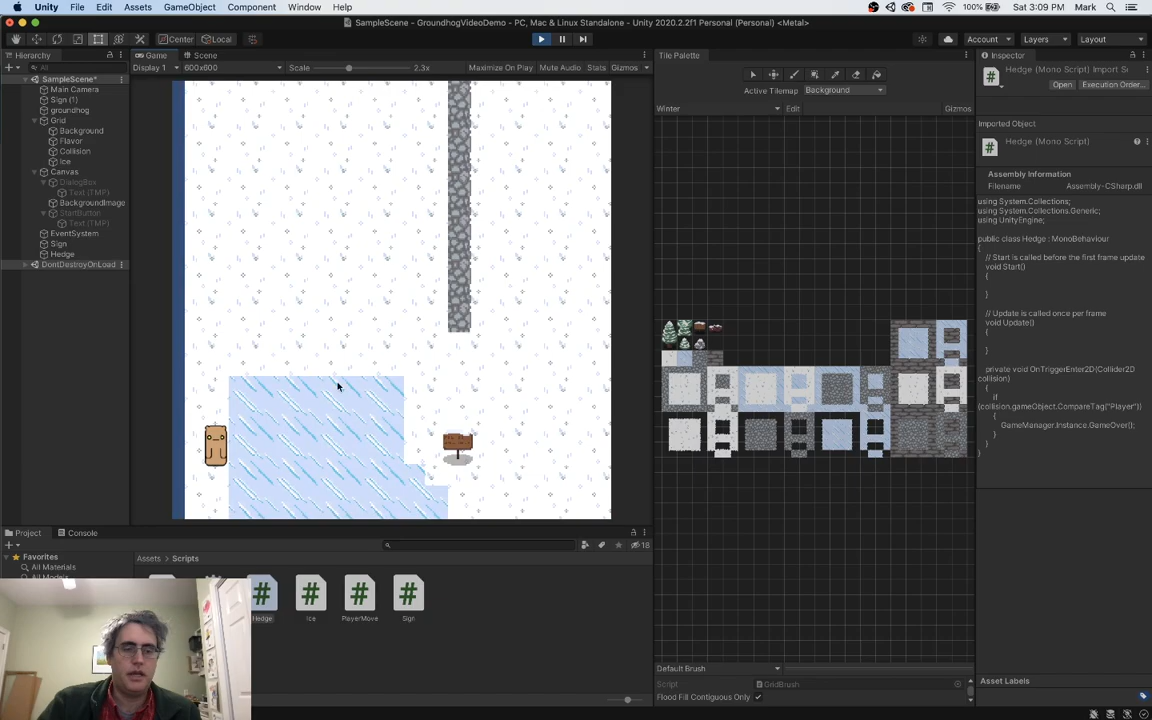 Unity File Edit Assets GameObject Component Window Help 100% Sat 3:09 PM Mark
SampleScene - GroundhogVideoDemo - PC, Mac & Linux Standalone - Unity 2020.2.2f1 Personal (Personal) <Metal>
Center Local Account Layers Layout
Hierarchy
SampleScene*
Main Camera
Sign (1)
groundhog
Grid
Background
Flavor
Collision
Ice
Canvas
DialogBox
Text (TMP)
BackgroundImage
StartButton
Text (TMP)
EventSystem
Sign
Hedge
DontDestroyOnLoad
Game Scene
Display 1 600x600 Scale 2.3x Maximize On Play Mute Audio Stats Gizmos
Tile Palette
Active Tilemap Background
Winter Edit Gizmos
Default Brush
Script GridBrush
Flood Fill Contiguous Only
Inspector
Hedge (Mono Script) Import S
Open Execution Order...
Imported Object
Hedge (Mono Script)
Assembly Information
Filename Assembly-CSharp.dll
using System.Collections;
using System.Collections.Generic;
using UnityEngine;
public class Hedge : MonoBehaviour
{
// Start is called before the first frame update
void Start()
{
}
// Update is called once per frame
void Update()
{
}
private void OnTriggerEnter2D(Collider2D
collision)
{
if
(collision.gameObject.CompareTag("Player"))
{
GameManager.Instance.GameOver();
}
}
}
Asset Labels
Project Console
18
Favorites
All Materials
All Models
Assets > Scripts
Hedge Ice PlayerMove Sign